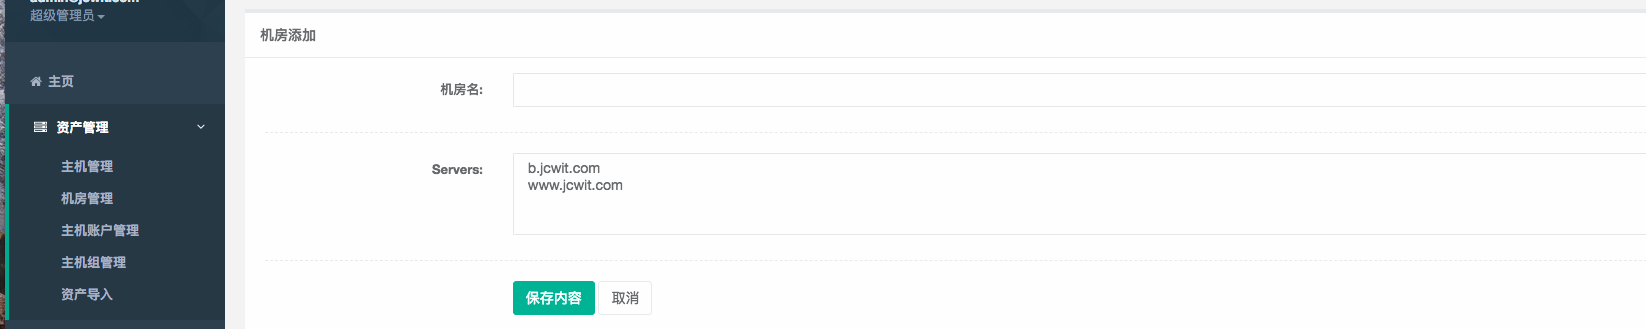 超级管理员
主页
资产管理
主机管理
机房管理
主机账户管理
主机组管理
资产导入
机房添加
机房名:
Servers:
b.jcwit.com
www.jcwit.com
保存内容
取消